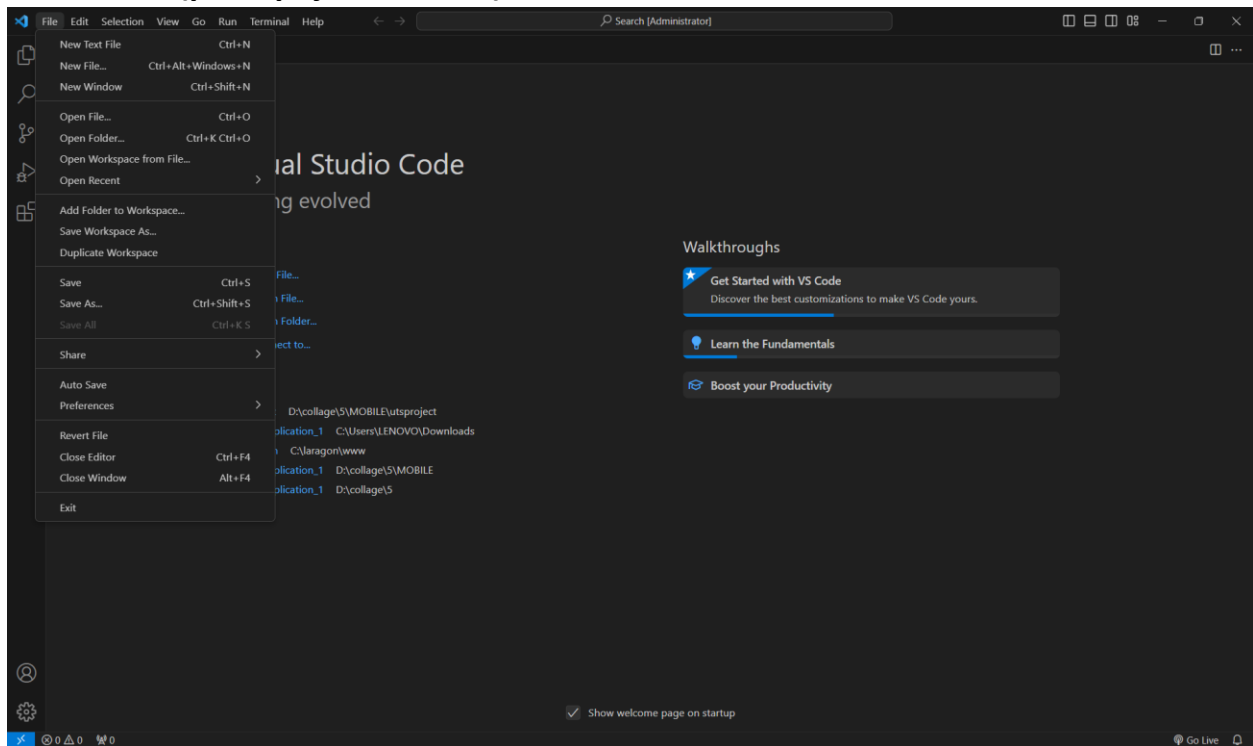 File Edit Selection View Go Run Terminal Help
Search [Administrator]
New Text File Ctrl+N
New File... Ctrl+Alt+Windows+N
New Window Ctrl+Shift+N
Open File... Ctrl+O
Open Folder... Ctrl+K Ctrl+O
Open Workspace from File...
Open Recent
Add Folder to Workspace...
Save Workspace As...
Duplicate Workspace
Save Ctrl+S
Save As... Ctrl+Shift+S
Save All Ctrl+K S
Share
Auto Save
Preferences
Revert File
Close Editor Ctrl+F4
Close Window Alt+F4
Exit
ual Studio Code
ng evolved
File...
File...
Folder...
ect to...
D:\collage\5\MOBILE\utsproject
plication_1 C:\Users\LENOVO\Downloads
C:\laragon\www
plication_1 D:\collage\5\MOBILE
plication_1 D:\collage\5
Walkthroughs
Get Started with VS Code
Discover the best customizations to make VS Code yours.
Learn the Fundamentals
Boost your Productivity
Show welcome page on startup
0 0 0
Go Live